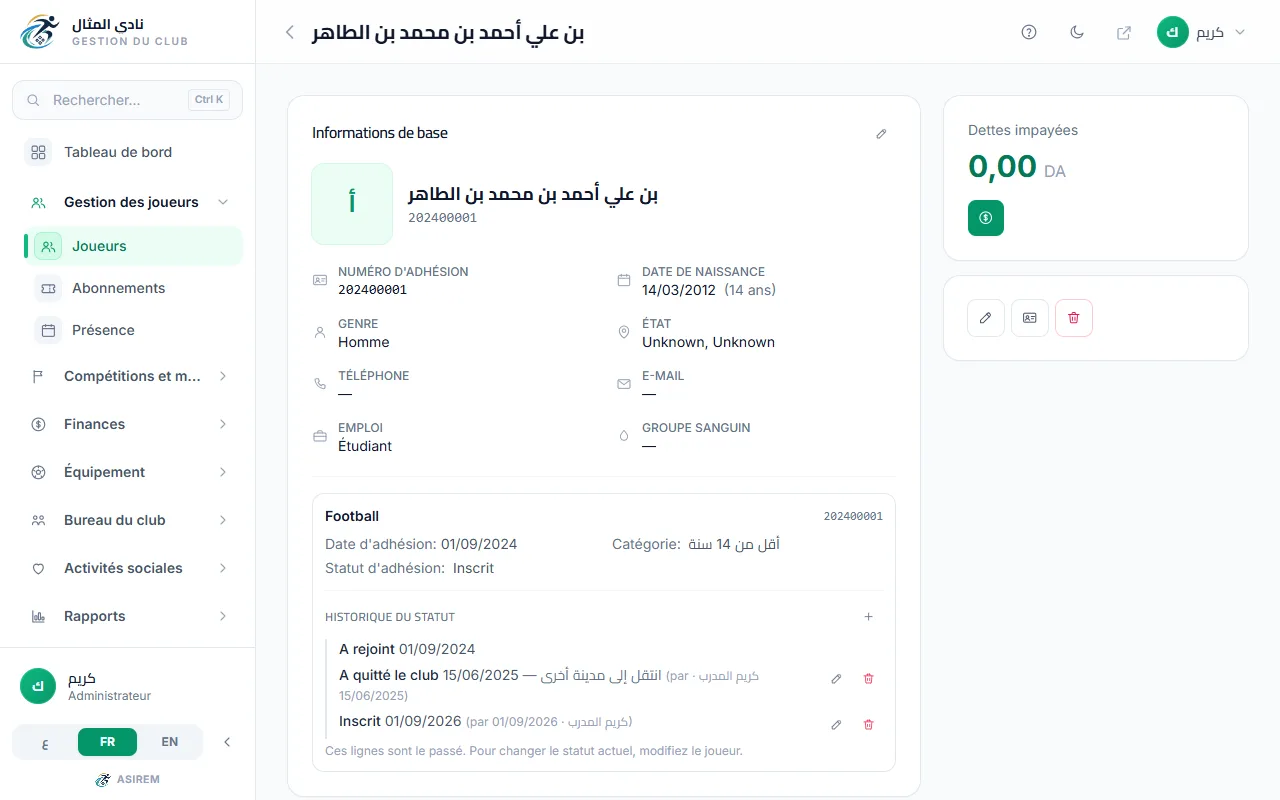 نادي المثال
GESTION DU CLUB
Rechercher...
Ctrl K
Tableau de bord
Gestion des joueurs
Joueurs
Abonnements
Présence
Compétitions et m...
Finances
Équipement
Bureau du club
Activités sociales
Rapports
ك
كريم
Administrateur
ع
FR
EN
ASIREM
بن علي أحمد بن محمد بن الطاهر
ك
كريم
Informations de base
أ
بن علي أحمد بن محمد بن الطاهر
202400001
NUMÉRO D'ADHÉSION
202400001
DATE DE NAISSANCE
14/03/2012 (14 ans)
GENRE
Homme
ÉTAT
Unknown, Unknown
TÉLÉPHONE
—
E-MAIL
—
EMPLOI
Étudiant
GROUPE SANGUIN
—
Football
202400001
Date d'adhésion: 01/09/2024
Catégorie: أقل من 14 سنة
Statut d'adhésion: Inscrit
HISTORIQUE DU STATUT
A rejoint 01/09/2024
A quitté le club 15/06/2025 — انتقل إلى مدينة أخرى (par كريم المدرب ·
15/06/2025)
Inscrit 01/09/2026 (par كريم المدرب · 01/09/2026)
Ces lignes sont le passé. Pour changer le statut actuel, modifiez le joueur.
Dettes impayées
0,00 DA